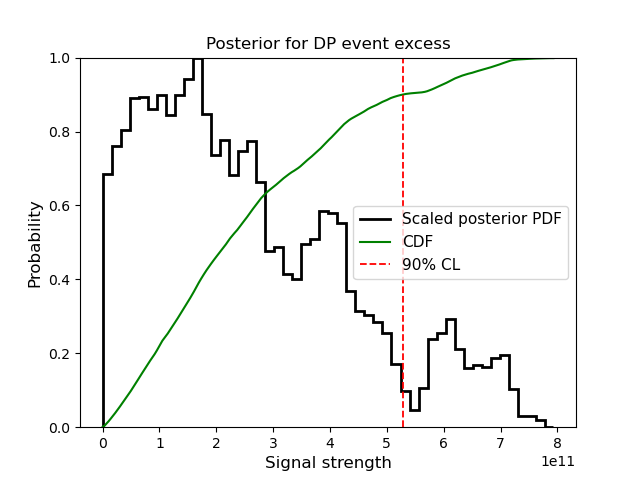 Posterior for DP event excess
Probability
1.0
0.8
0.6
0.4
0.2
0.0
Scaled posterior PDF
CDF
90% CL
0 1 2 3 4 5 6 7 8
1e11
Signal strength